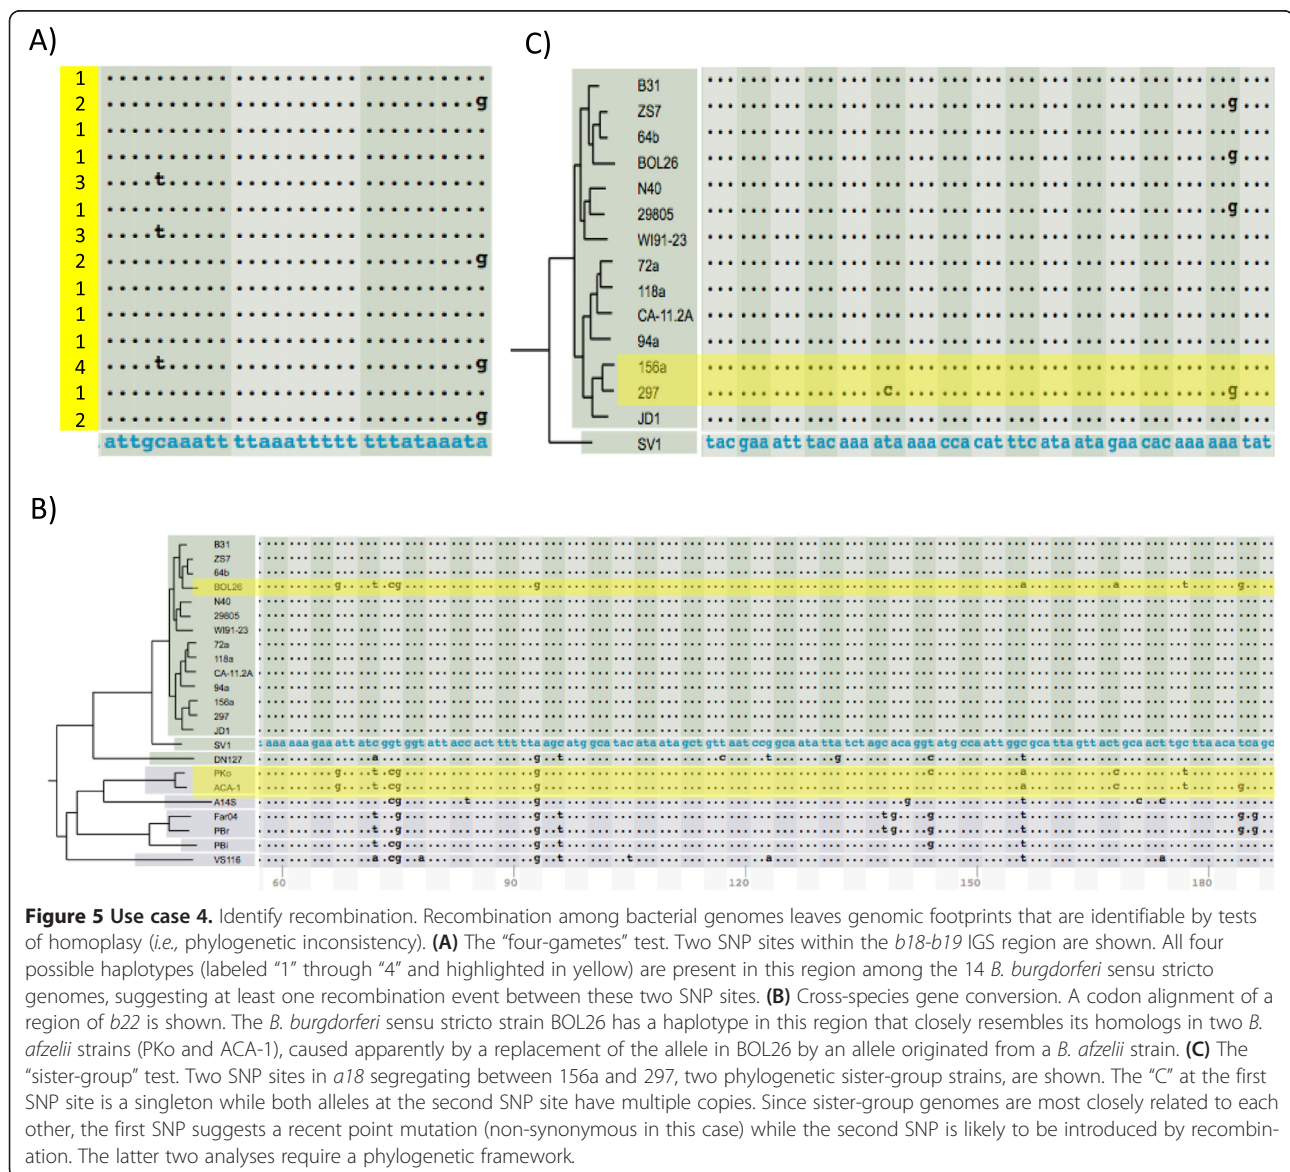 A)
1 ..............................
2 .............................g
1 ..............................
1 ..............................
3 ....t.........................
1 ..............................
3 ....t.........................
2 .............................g
1 ..............................
1 ..............................
1 ..............................
4 ....t........................g
1 ..............................
2 .............................g
attgcaaatt ttaaattttt tttataaata
C)
B31
ZS7 g
64b
BOL26 g
N40
29805 g
WI91-23
72a
118a
CA-11.2A
94a
156a
297 c g
JD1
SV1 tac gaa att tac aaa ata aaa cca cat ttc ata ata gaa cac aaa aaa tat
B)
B31
ZS7
64b
BOL26 g t cg g a a t g
N40
29805
WI91-23
72a
118a
CA-11.2A
94a
156a
297
JD1
SV1
DN127 a g t c t g c t
PKo g t cg g c a c t
ACA-1 g t cg g a c t g
A14S cg t g g t c t
Far04 t g g t t g g t g g
PBr t g g t t g g t g g
PBi t cg g t g t
VS116 a cg a g t t a t a
60 90 120 150 180
Figure 5 Use case 4. Identify recombination. Recombination among bacterial genomes leaves genomic footprints that are identifiable by tests
of homoplasy (i.e., phylogenetic inconsistency). (A) The “four-gametes” test. Two SNP sites within the b18-b19 IGS region are shown. All four
possible haplotypes (labeled “1” through “4” and highlighted in yellow) are present in this region among the 14 B. burgdorferi sensu stricto
genomes, suggesting at least one recombination event between these two SNP sites. (B) Cross-species gene conversion. A codon alignment of a
region of b22 is shown. The B. burgdorferi sensu stricto strain BOL26 has a haplotype in this region that closely resembles its homologs in two B.
afzelii strains (PKo and ACA-1), caused apparently by a replacement of the allele in BOL26 by an allele originated from a B. afzelii strain. (C) The
“sister-group” test. Two SNP sites in a18 segregating between 156a and 297, two phylogenetic sister-group strains, are shown. The “C” at the first
SNP site is a singleton while both alleles at the second SNP site have multiple copies. Since sister-group genomes are most closely related to each
other, the first SNP suggests a recent point mutation (non-synonymous in this case) while the second SNP is likely to be introduced by recombin-
ation. The latter two analyses require a phylogenetic framework.